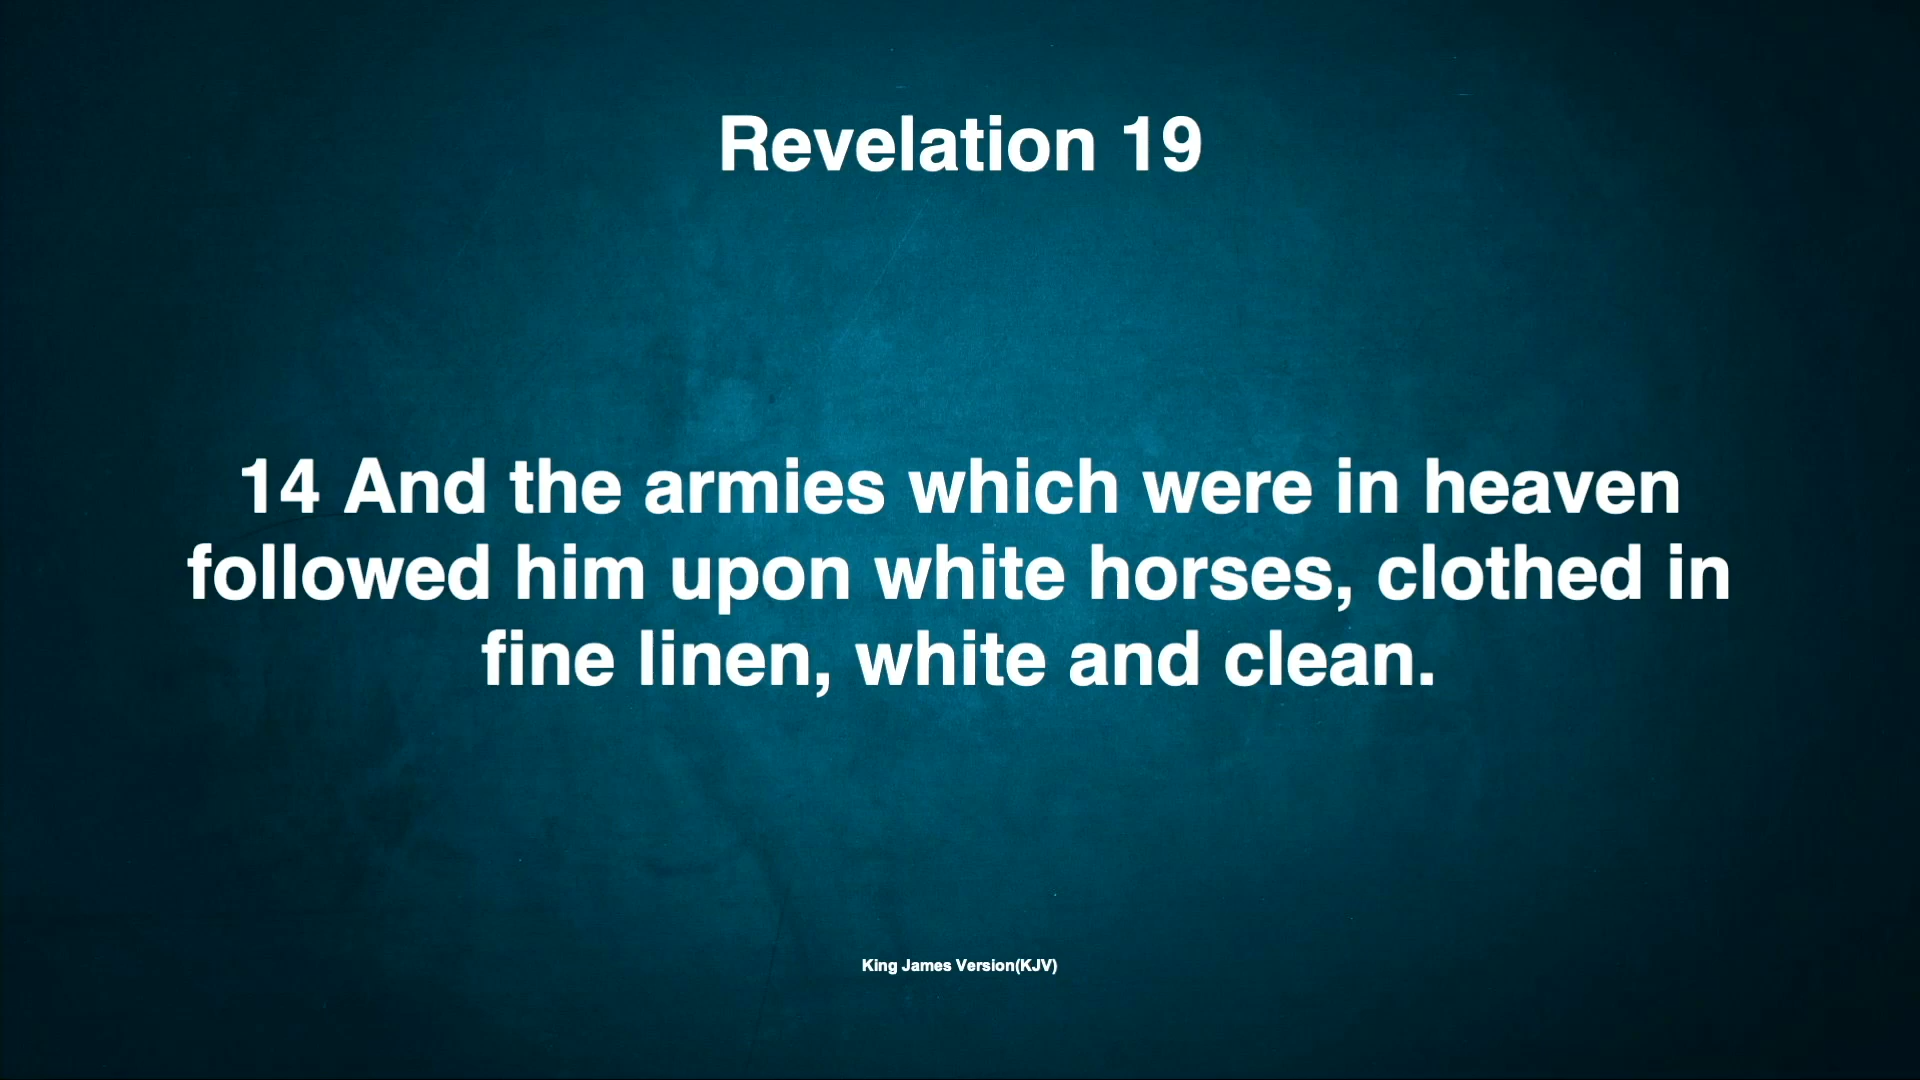 Revelation 19
14 And the armies which were in heaven
followed him upon white horses, clothed in
fine linen, white and clean.
King James Version(KJV)